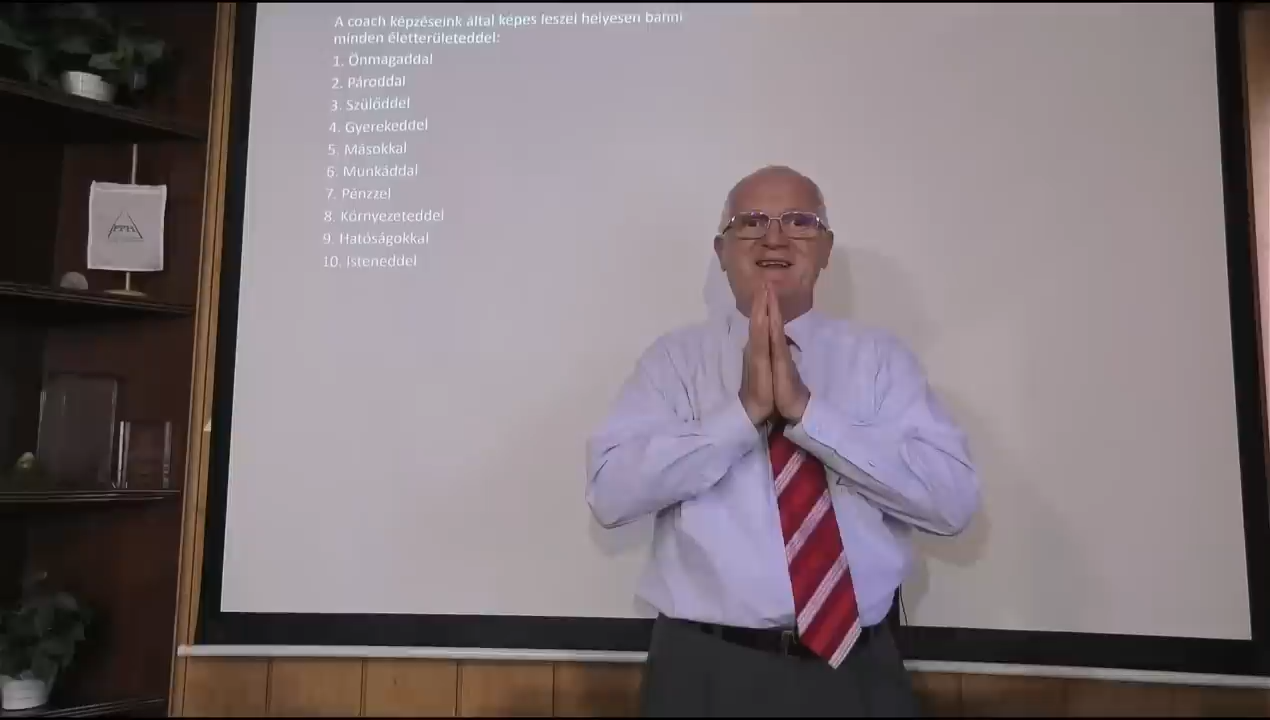 A coach képzéseink által képes leszel helyesen bánni
minden életterületeddel:
1. Önmagaddal
2. Pároddal
3. Szülőddel
4. Gyerekeddel
5. Másokkal
6. Munkáddal
7. Pénzzel
8. Környezeteddel
9. Hatóságokkal
10. Isteneddel